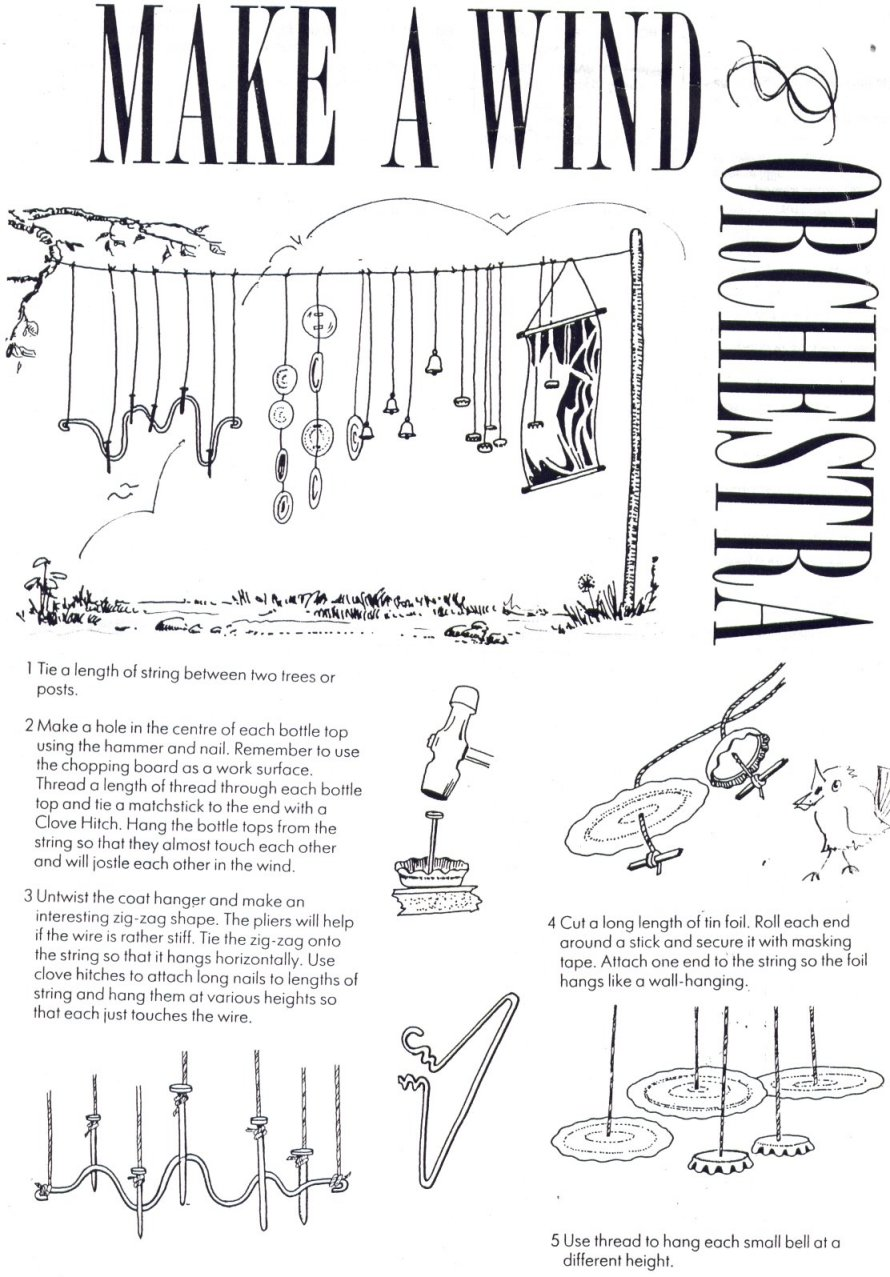 MAKE A WIND
ORCHESTRA
1 Tie a length of string between two trees or
posts.
2 Make a hole in the centre of each bottle top
using the hammer and nail. Remember to use
the chopping board as a work surface.
Thread a length of thread through each bottle
top and tie a matchstick to the end with a
Clove Hitch. Hang the bottle tops from the
string so that they almost touch each other
and will jostle each other in the wind.
3 Untwist the coat hanger and make an
interesting zig-zag shape. The pliers will help
if the wire is rather stiff. Tie the zig-zag onto
the string so that it hangs horizontally. Use
clove hitches to attach long nails to lengths of
string and hang them at various heights so
that each just touches the wire.
4 Cut a long length of tin foil. Roll each end
around a stick and secure it with masking
tape. Attach one end to the string so the foil
hangs like a wall-hanging.
5 Use thread to hang each small bell at a
different height.